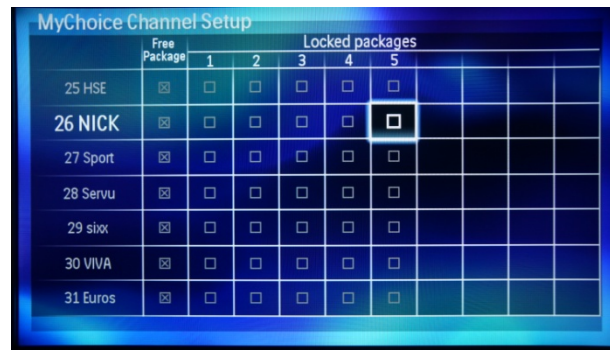 MyChoice Channel Setup
Free Package
Locked packages
1 2 3 4 5
25 HSE
26 NICK
27 Sport
28 Servu
29 sixx
30 VIVA
31 Euros